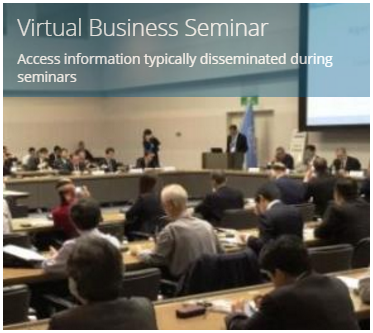 Virtual Business Seminar
Access information typically disseminated during
seminars